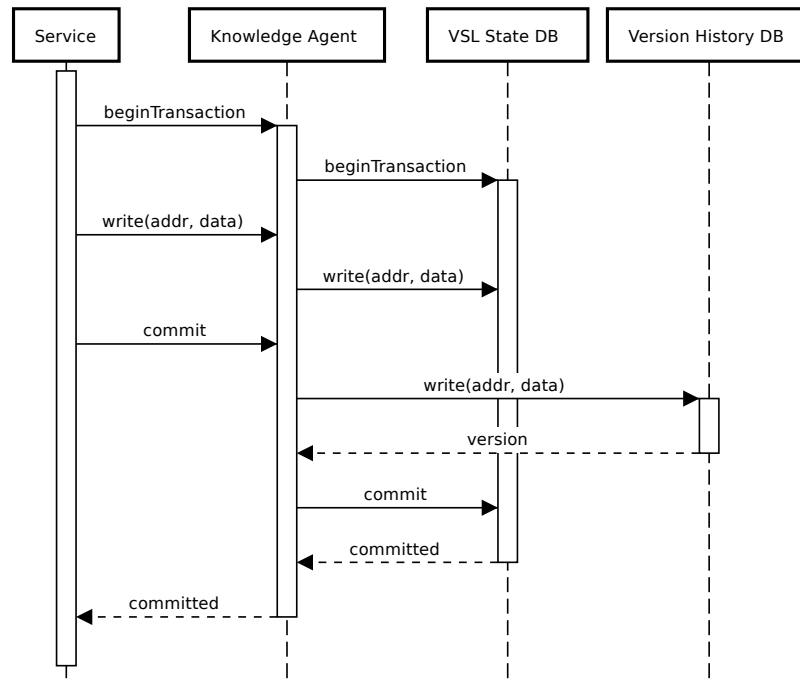 Service
Knowledge Agent
VSL State DB
Version History DB
beginTransaction
beginTransaction
write(addr, data)
write(addr, data)
commit
write(addr, data)
version
commit
committed
committed